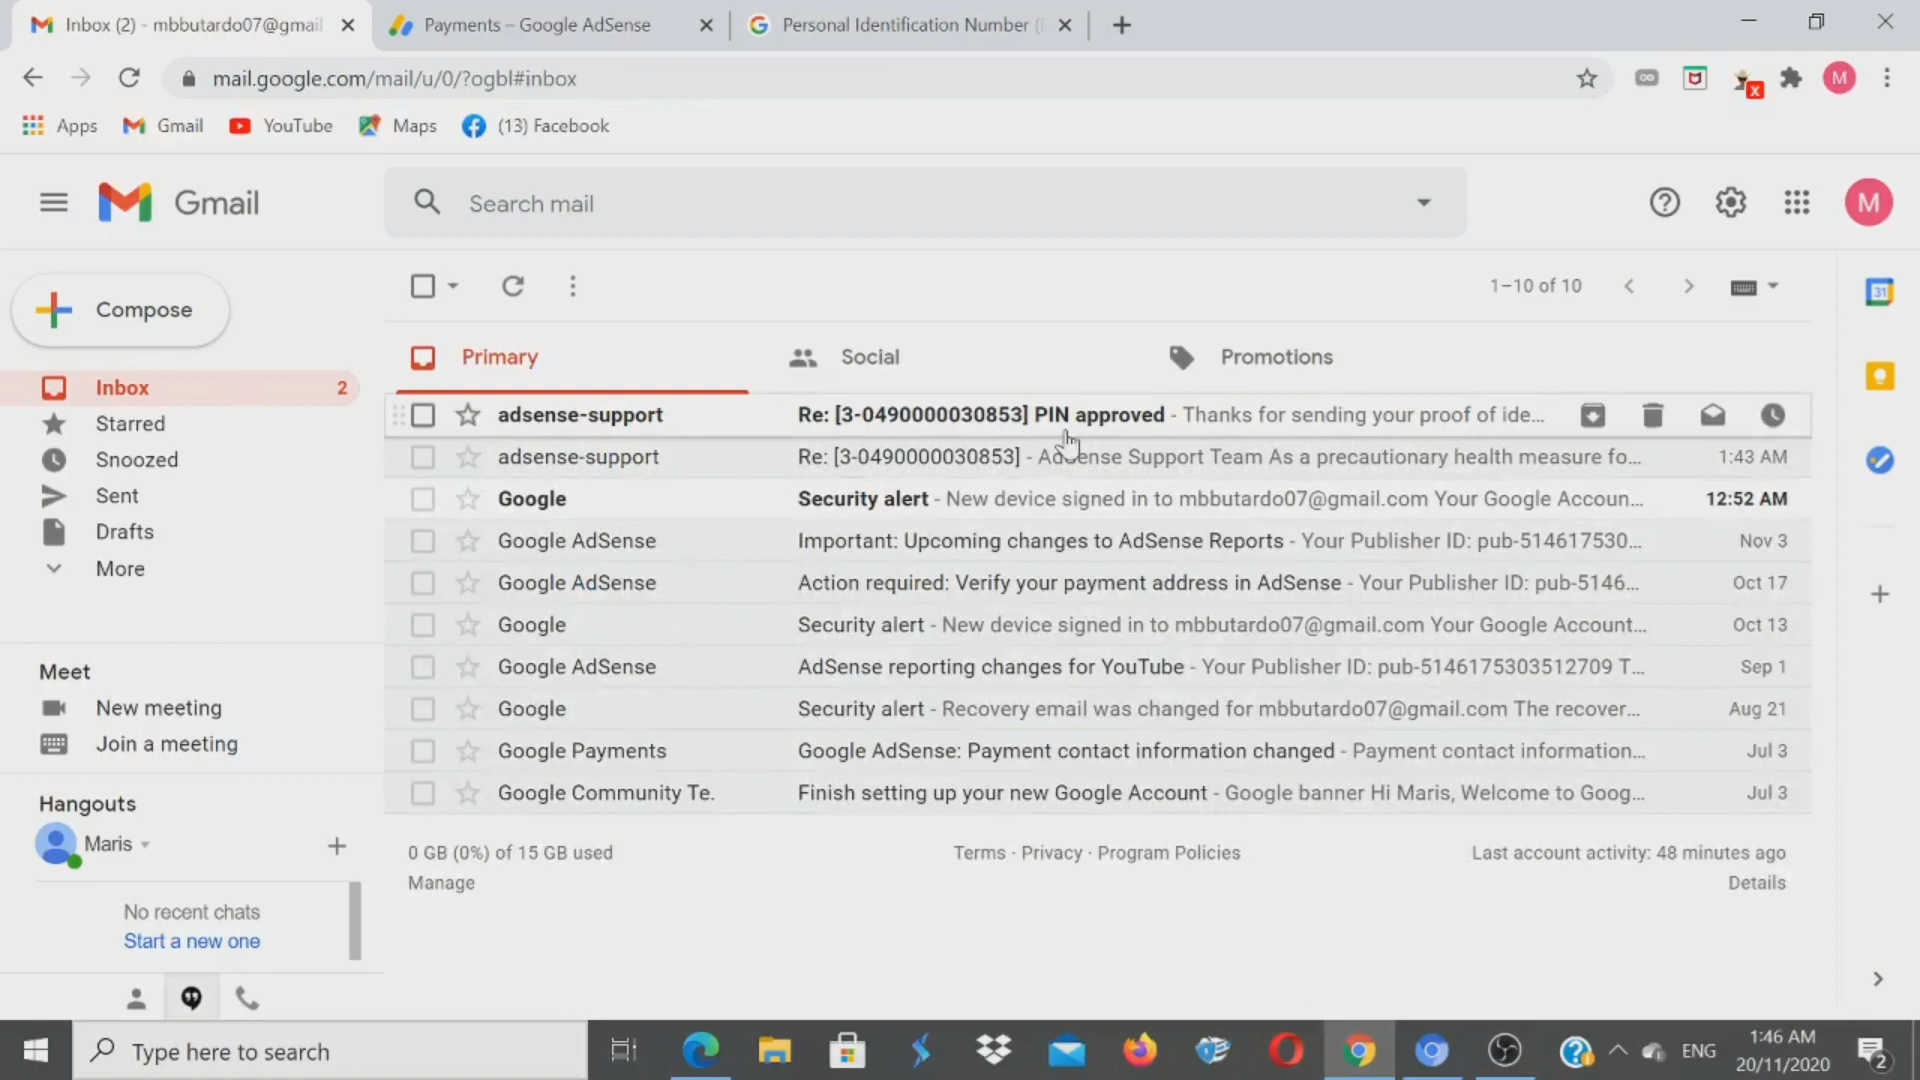 Inbox (2) - mbbutardo07@gmail
Payments – Google AdSense
Personal Identification Number (
mail.google.com/mail/u/0/?ogbl#inbox
M
Apps
Gmail
YouTube
Maps
(13) Facebook
Gmail
Search mail
M
Compose
1–10 of 10
31
Primary
Social
Promotions
Inbox 2
Starred
Snoozed
Sent
Drafts
More
adsense-support Re: [3-0490000030853] PIN approved - Thanks for sending your proof of ide...
adsense-support Re: [3-0490000030853] - AdSense Support Team As a precautionary health measure fo... 1:43 AM
Google Security alert - New device signed in to mbbutardo07@gmail.com Your Google Accoun... 12:52 AM
Google AdSense Important: Upcoming changes to AdSense Reports - Your Publisher ID: pub-514617530... Nov 3
Google AdSense Action required: Verify your payment address in AdSense - Your Publisher ID: pub-5146... Oct 17
Google Security alert - New device signed in to mbbutardo07@gmail.com Your Google Account... Oct 13
Google AdSense AdSense reporting changes for YouTube - Your Publisher ID: pub-5146175303512709 T... Sep 1
Google Security alert - Recovery email was changed for mbbutardo07@gmail.com The recover... Aug 21
Google Payments Google AdSense: Payment contact information changed - Payment contact information... Jul 3
Google Community Te. Finish setting up your new Google Account - Google banner Hi Maris, Welcome to Goog... Jul 3
Meet
New meeting
Join a meeting
Hangouts
Maris
No recent chats
Start a new one
0 GB (0%) of 15 GB used
Manage
Terms · Privacy · Program Policies
Last account activity: 48 minutes ago
Details
Type here to search
ENG
1:46 AM
20/11/2020
2